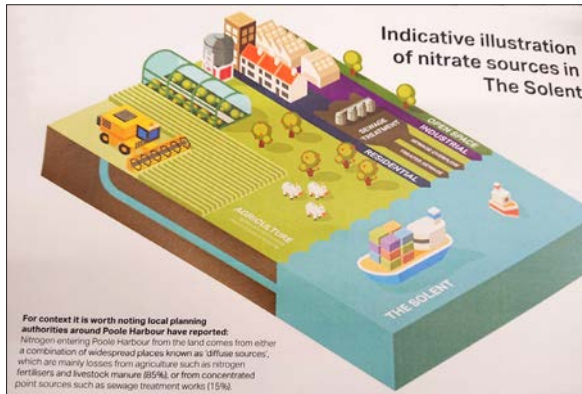 Indicative illustration
of nitrate sources in
The Solent
OPEN SPACE
INDUSTRIAL
SEWAGE
TREATMENT
TREATED SEWAGE
RESIDENTIAL
AGRICULTURE
THE SOLENT
For context it is worth noting local planning
authorities around Poole Harbour have reported:
Nitrogen entering Poole Harbour from the land comes from either
a combination of widespread places known as 'diffuse sources',
which are mainly losses from agriculture such as nitrogen
fertilisers and livestock manure (85%), or from concentrated
point sources such as sewage treatment works (15%).